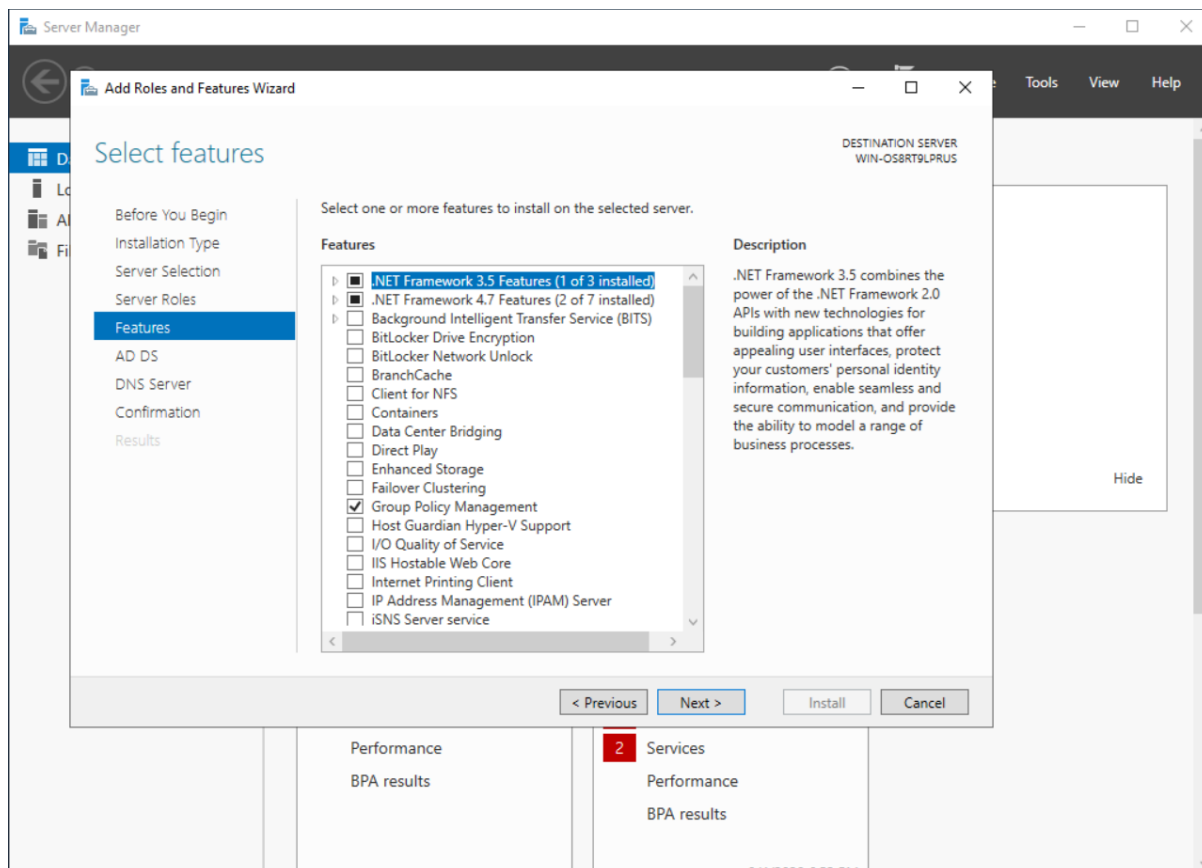 Server Manager
Add Roles and Features Wizard
Tools
View
Help
Select features
DESTINATION SERVER
WIN-OS8RT9LPRUS
Before You Begin
Installation Type
Server Selection
Server Roles
Features
AD DS
DNS Server
Confirmation
Results
Select one or more features to install on the selected server.
Features
.NET Framework 3.5 Features (1 of 3 installed)
.NET Framework 4.7 Features (2 of 7 installed)
Background Intelligent Transfer Service (BITS)
BitLocker Drive Encryption
BitLocker Network Unlock
BranchCache
Client for NFS
Containers
Data Center Bridging
Direct Play
Enhanced Storage
Failover Clustering
Group Policy Management
Host Guardian Hyper-V Support
I/O Quality of Service
IIS Hostable Web Core
Internet Printing Client
IP Address Management (IPAM) Server
iSNS Server service
Description
.NET Framework 3.5 combines the
power of the .NET Framework 2.0
APIs with new technologies for
building applications that offer
appealing user interfaces, protect
your customers' personal identity
information, enable seamless and
secure communication, and provide
the ability to model a range of
business processes.
Hide
< Previous
Next >
Install
Cancel
Performance
BPA results
2 Services
Performance
BPA results